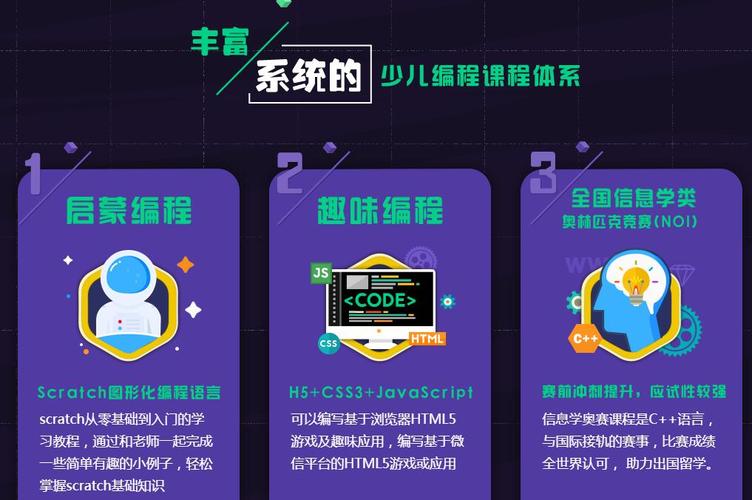 丰富
系统的
少儿编程课程体系
1
启蒙编程
Scratch图形化编程语言
scratch从零基础到入门的学
习教程，通过和老师一起完成
一些简单有趣的小例子，轻松
掌握scratch基础知识
2
趣味编程
JS
<CODE>
CSS
HTML
H5+CSS3+JavaScript
可以编写基于浏览器HTML5
游戏及趣味应用，编写基于微
信平台的HTML5游戏或应用
3
全国信息学类
奥林匹克竞赛(NOI)
C++
赛前冲刺提升，应试性较强
信息学奥赛课程是C++语言，
与国际接轨的赛事，比赛成绩
全世界认可， 助力出国留学。